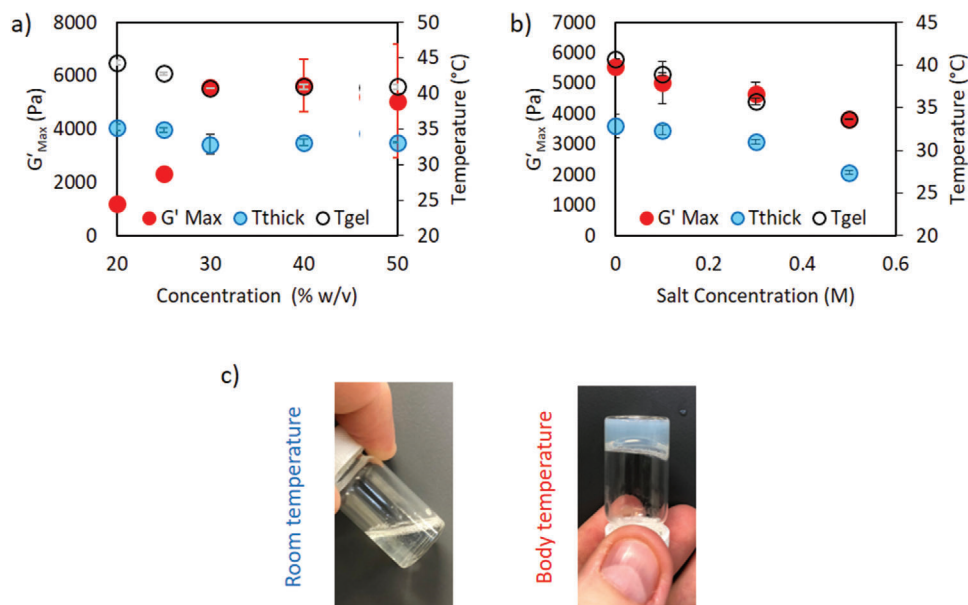 a)
8000
6000
4000
2000
0
G'Max (Pa)
50
45
40
35
30
25
20
Temperature (°C)
G' Max Tthick Tgel
20 30 40 50
Concentration (% w/v)
b)
7000
6000
5000
4000
3000
2000
1000
0
G'Max (Pa)
45
40
35
30
25
20
Temperature (°C)
G' Max Tthick Tgel
0 0.2 0.4 0.6
Salt Concentration (M)
c)
Room temperature
Body temperature